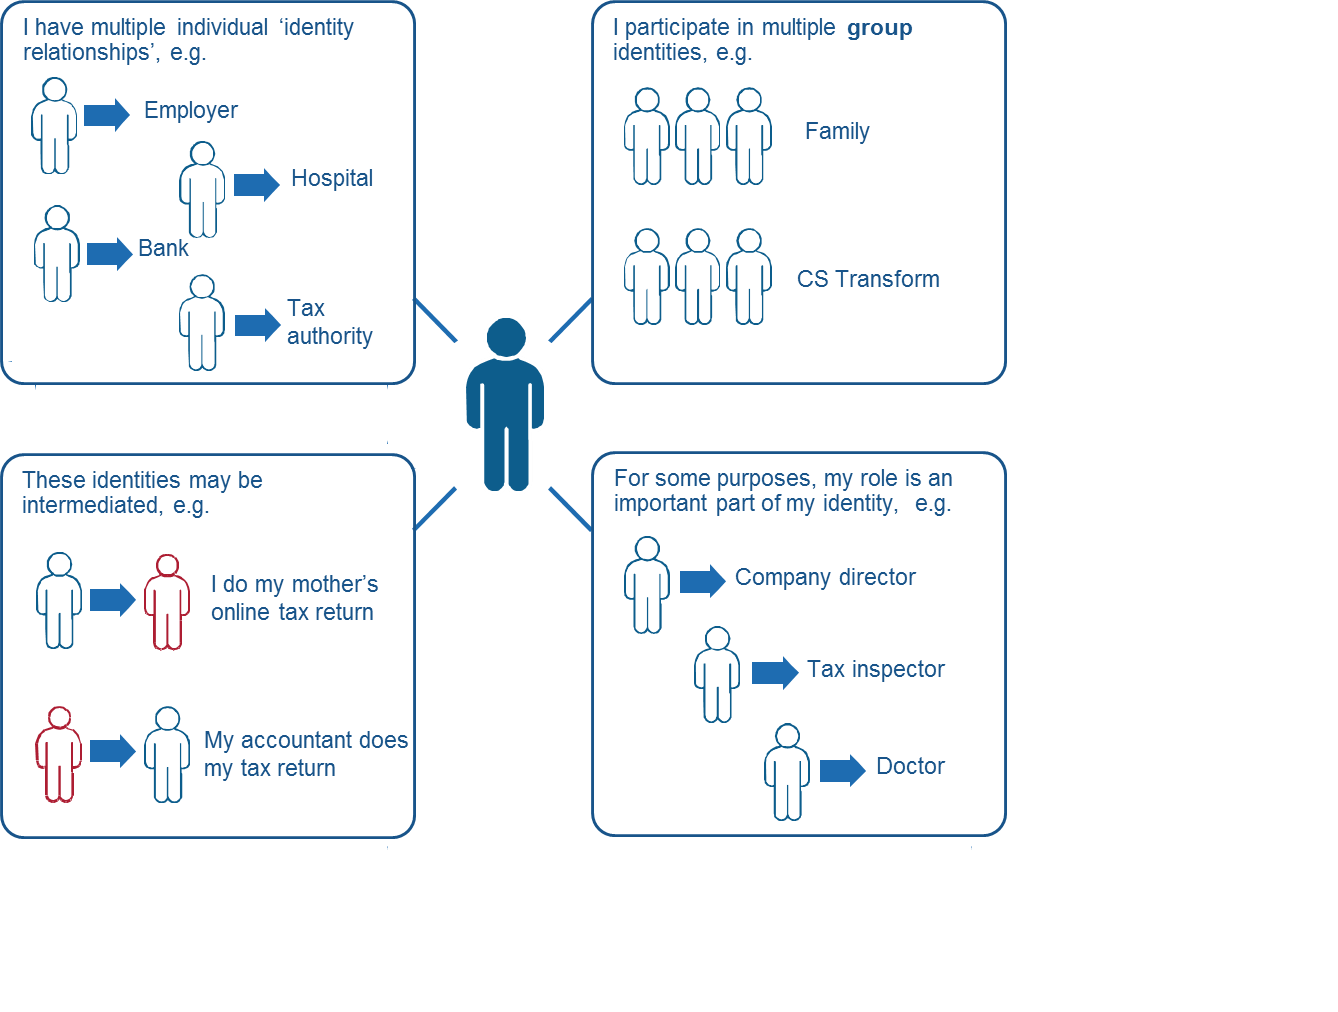 I have multiple individual ‘identity
relationships’, e.g.
Employer
Hospital
Bank
Tax
authority
I participate in multiple group
identities, e.g.
Family
CS Transform
These identities may be
intermediated, e.g.
I do my mother’s
online tax return
My accountant does
my tax return
For some purposes, my role is an
important part of my identity, e.g.
Company director
Tax inspector
Doctor